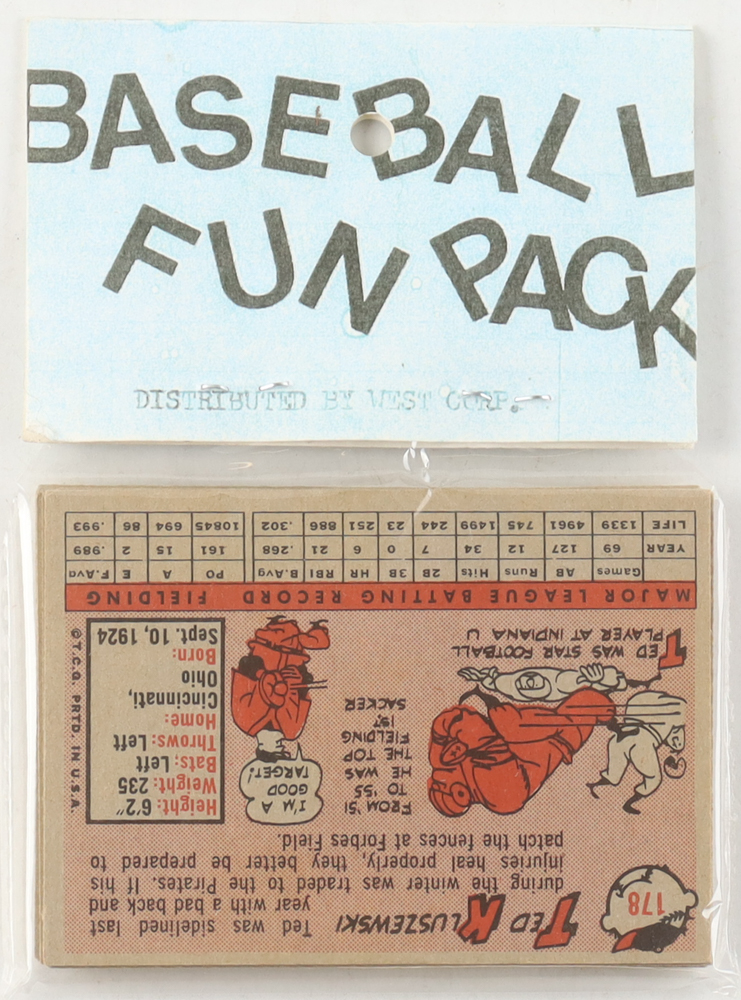 BASEBALL
FUN PACK
DISTRIBUTED BY WEST CORP.
178
TED KLUSZEWSKI
Ted was sidelined most of last
year with a bad back and
during the winter was traded to the Pirates. If his
injuries heal properly, they better be prepared to
patch the fences at Forbes Field.
Height: 6'2"
Weight: 235
Bats: Left
Throws: Left
Home:
Cincinnati,
Ohio
Born:
Sept. 10, 1924
I'M A
GOOD
TARGET!
FROM '51
TO '55
HE WAS
THE TOP
FIELDING
1ST
SACKER
TED WAS STAR FOOTBALL
PLAYER AT INDIANA U
© T.C.G. PRTD. IN U.S.A.
MAJOR LEAGUE BATTING RECORD FIELDING
Games AB Runs Hits 2B 3B HR RBI B.Avg PO A E F.Avg
YEAR 69 127 12 34 7 0 6 21 .268 161 15 2 .989
LIFE 1339 4961 745 1499 244 23 251 886 .302 10845 694 86 .993